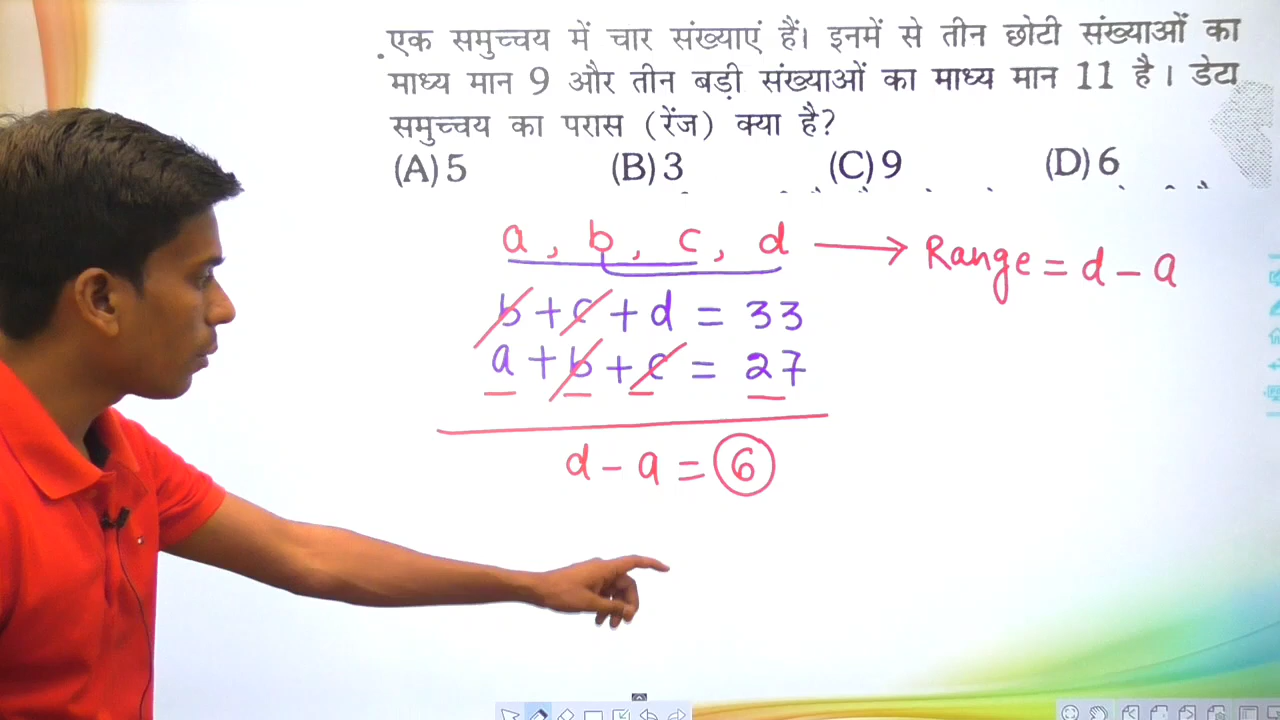 एक समुच्चय में चार संख्याएं हैं। इनमें से तीन छोटी संख्याओं का
माध्य मान 9 और तीन बड़ी संख्याओं का माध्य मान 11 है। डेटा
समुच्चय का परास (रेंज) क्या है?
(A) 5 (B) 3 (C) 9 (D) 6
a, b, c, d → Range = d - a
b + c + d = 33
a + b + c = 27
d - a = 6